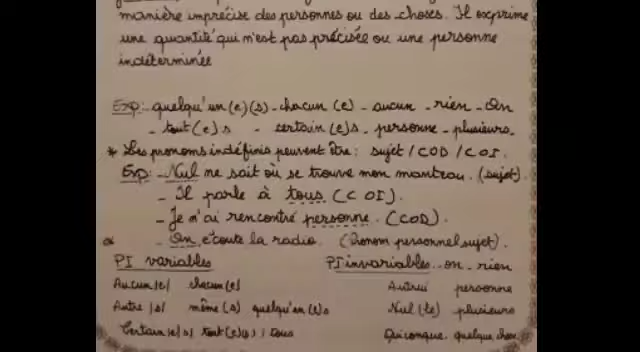 manière imprécise des personnes ou des choses. Il exprime
une quantité qui n'est pas précisée ou une personne
indéterminée
Exp:- quelqu'un(e)(s) - chacun(e) - aucun - rien - On
- tout(e)s - certain(e)s - personne - plusieurs.
* Les pronoms indéfinis peuvent être: sujet / COD / COI.
Exp: - Nul ne sait où se trouve mon manteau. (sujet).
- Il parle à tous (COI).
- Je n'ai rencontré personne. (COD).
- On écoute la radio. (Pronom personnel sujet).
PI variables PI invariables on - rien
Aucun(e) chacun(e) Autrui personne
Autre(s) même(s) quelqu'un(e)s Nul(le) plusieurs
Certain(e)s tout(e)(s) / tous Quiconque, quelque chose